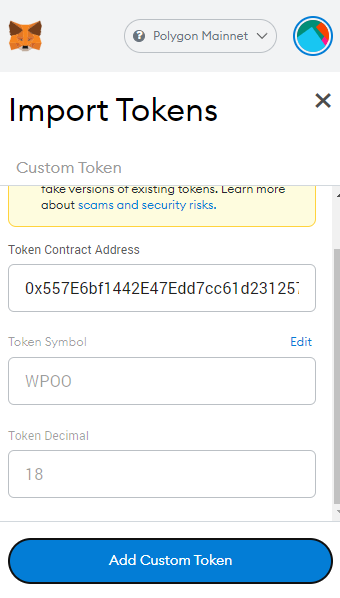 Polygon Mainnet
Import Tokens
Custom Token
fake versions of existing tokens. Learn more
about scams and security risks.
Token Contract Address
0x557E6bf1442E47Edd7cc61d231257
Token Symbol
Edit
WPOO
Token Decimal
18
Add Custom Token